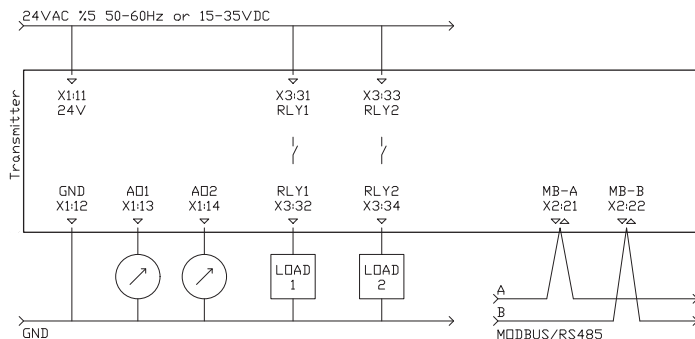 24VAC %5 50-60Hz or 15-35VDC
Transmitter
X1:11
24V
X3:31
RLY1
X3:33
RLY2
GND
X1:12
AO1
X1:13
AO2
X1:14
RLY1
X3:32
RLY2
X3:34
MB-A
X2:21
MB-B
X2:22
LOAD
1
LOAD
2
A
B
GND
MODBUS/RS485